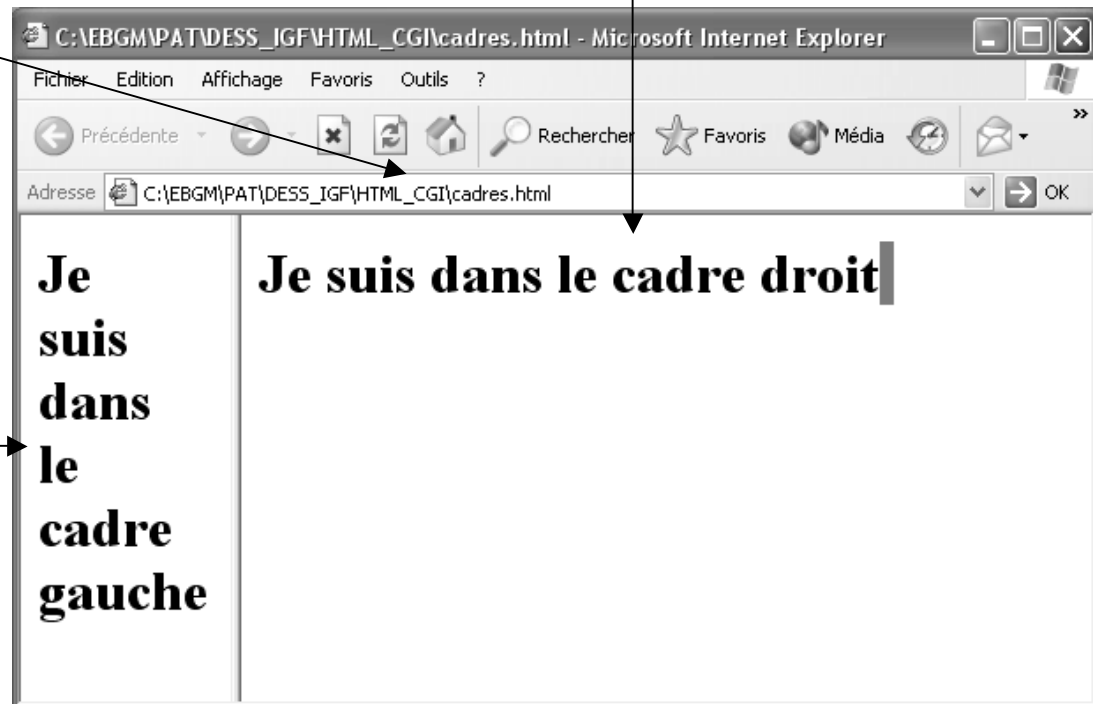 C:\EBGM\PAT\DESS_IGF\HTML_CGI\cadres.html - Microsoft Internet Explorer
Fichier Edition Affichage Favoris Outils ?
Précédente Rechercher Favoris Média »
Adresse C:\EBGM\PAT\DESS_IGF\HTML_CGI\cadres.html OK
Je
suis
dans
le
cadre
gauche
Je suis dans le cadre droit